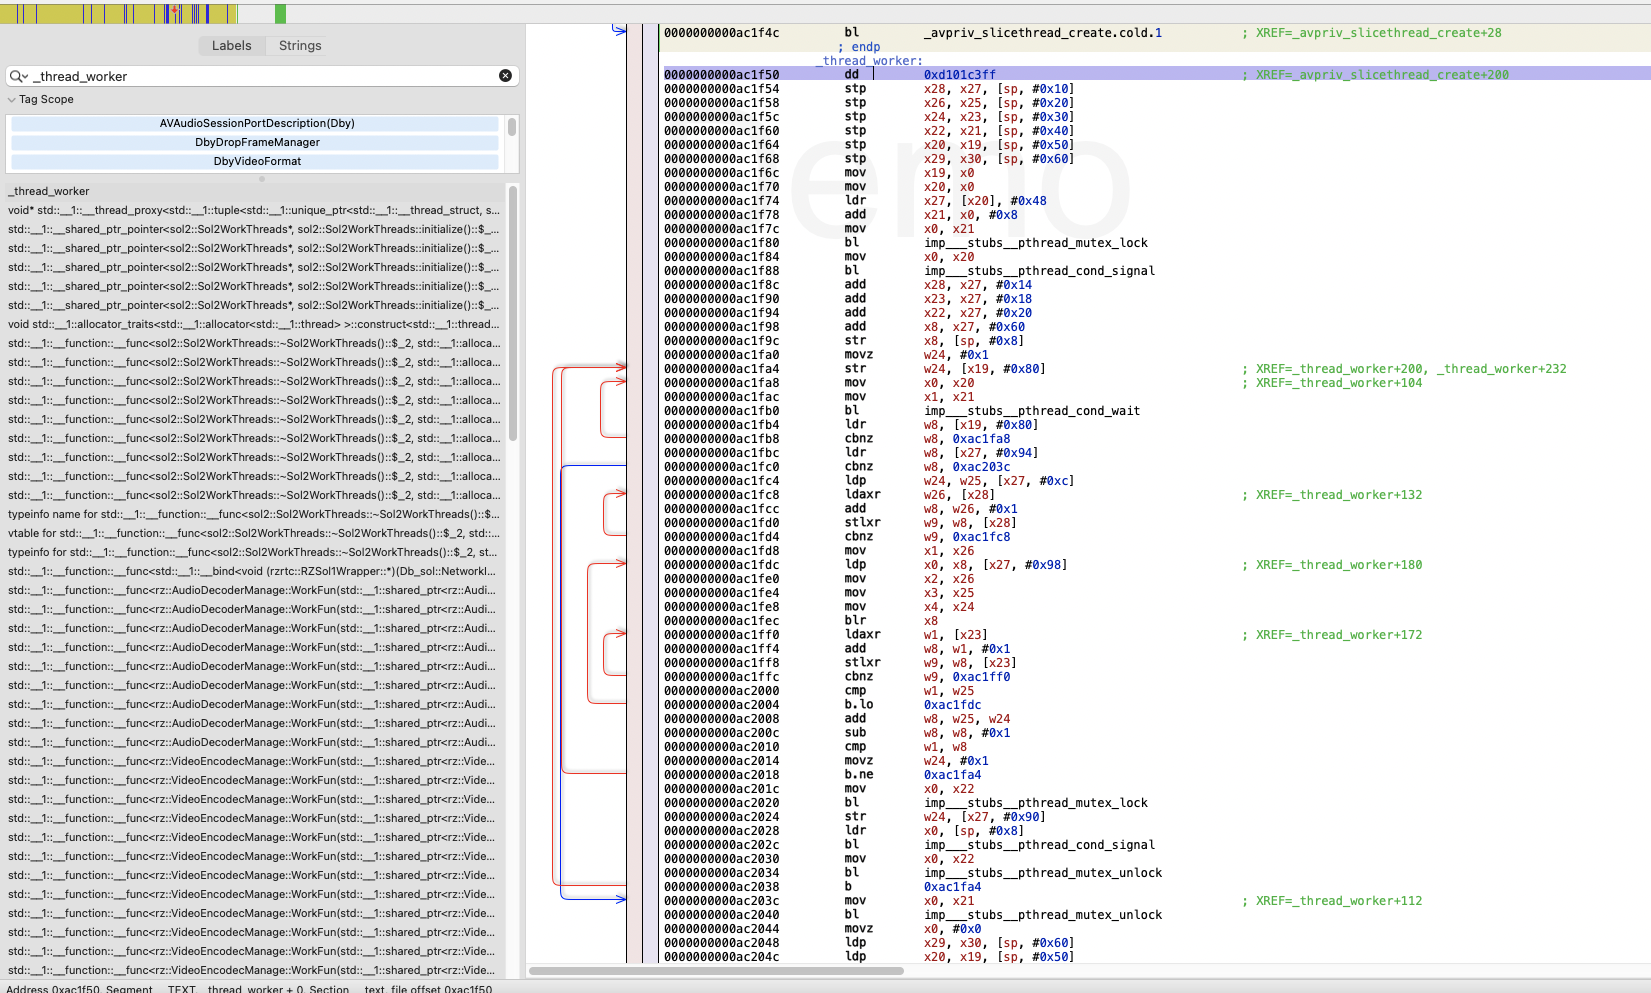 Labels Strings
_thread_worker
Tag Scope
AVAudioSessionPortDescription(Dby)
DbyDropFrameManager
DbyVideoFormat
_thread_worker
void* std::__1::__thread_proxy<std::__1::tuple<std::__1::unique_ptr<std::__1::__thread_struct, s...
std::__1::__shared_ptr_pointer<sol2::Sol2WorkThreads*, sol2::Sol2WorkThreads::initialize()::$_...
std::__1::__shared_ptr_pointer<sol2::Sol2WorkThreads*, sol2::Sol2WorkThreads::initialize()::$_...
std::__1::__shared_ptr_pointer<sol2::Sol2WorkThreads*, sol2::Sol2WorkThreads::initialize()::$_...
std::__1::__shared_ptr_pointer<sol2::Sol2WorkThreads*, sol2::Sol2WorkThreads::initialize()::$_...
std::__1::__shared_ptr_pointer<sol2::Sol2WorkThreads*, sol2::Sol2WorkThreads::initialize()::$_...
void std::__1::allocator_traits<std::__1::allocator<std::__1::thread> >::construct<std::__1::thread...
std::__1::__function::__func<sol2::Sol2WorkThreads::~Sol2WorkThreads()::$_2, std::__1::alloca...
std::__1::__function::__func<sol2::Sol2WorkThreads::~Sol2WorkThreads()::$_2, std::__1::alloca...
std::__1::__function::__func<sol2::Sol2WorkThreads::~Sol2WorkThreads()::$_2, std::__1::alloca...
std::__1::__function::__func<sol2::Sol2WorkThreads::~Sol2WorkThreads()::$_2, std::__1::alloca...
std::__1::__function::__func<sol2::Sol2WorkThreads::~Sol2WorkThreads()::$_2, std::__1::alloca...
std::__1::__function::__func<sol2::Sol2WorkThreads::~Sol2WorkThreads()::$_2, std::__1::alloca...
std::__1::__function::__func<sol2::Sol2WorkThreads::~Sol2WorkThreads()::$_2, std::__1::alloca...
std::__1::__function::__func<sol2::Sol2WorkThreads::~Sol2WorkThreads()::$_2, std::__1::alloca...
std::__1::__function::__func<sol2::Sol2WorkThreads::~Sol2WorkThreads()::$_2, std::__1::alloca...
typeinfo name for std::__1::__function::__func<sol2::Sol2WorkThreads::~Sol2WorkThreads()::$...
vtable for std::__1::__function::__func<sol2::Sol2WorkThreads::~Sol2WorkThreads()::$_2, std::...
typeinfo for std::__1::__function::__func<sol2::Sol2WorkThreads::~Sol2WorkThreads()::$_2, st...
std::__1::__function::__func<std::__1::__bind<void (rzrtc::RZSol1Wrapper::*)(Db_sol::NetworkI...
std::__1::__function::__func<rz::AudioDecoderManage::WorkFun(std::__1::shared_ptr<rz::Audi...
std::__1::__function::__func<rz::AudioDecoderManage::WorkFun(std::__1::shared_ptr<rz::Audi...
std::__1::__function::__func<rz::AudioDecoderManage::WorkFun(std::__1::shared_ptr<rz::Audi...
std::__1::__function::__func<rz::AudioDecoderManage::WorkFun(std::__1::shared_ptr<rz::Audi...
std::__1::__function::__func<rz::AudioDecoderManage::WorkFun(std::__1::shared_ptr<rz::Audi...
std::__1::__function::__func<rz::AudioDecoderManage::WorkFun(std::__1::shared_ptr<rz::Audi...
std::__1::__function::__func<rz::AudioDecoderManage::WorkFun(std::__1::shared_ptr<rz::Audi...
std::__1::__function::__func<rz::AudioDecoderManage::WorkFun(std::__1::shared_ptr<rz::Audi...
std::__1::__function::__func<rz::AudioDecoderManage::WorkFun(std::__1::shared_ptr<rz::Audi...
std::__1::__function::__func<rz::VideoEncodecManage::WorkFun(std::__1::shared_ptr<rz::Vide...
std::__1::__function::__func<rz::VideoEncodecManage::WorkFun(std::__1::shared_ptr<rz::Vide...
std::__1::__function::__func<rz::VideoEncodecManage::WorkFun(std::__1::shared_ptr<rz::Vide...
std::__1::__function::__func<rz::VideoEncodecManage::WorkFun(std::__1::shared_ptr<rz::Vide...
std::__1::__function::__func<rz::VideoEncodecManage::WorkFun(std::__1::shared_ptr<rz::Vide...
std::__1::__function::__func<rz::VideoEncodecManage::WorkFun(std::__1::shared_ptr<rz::Vide...
std::__1::__function::__func<rz::VideoEncodecManage::WorkFun(std::__1::shared_ptr<rz::Vide...
std::__1::__function::__func<rz::VideoEncodecManage::WorkFun(std::__1::shared_ptr<rz::Vide...
std::__1::__function::__func<rz::VideoEncodecManage::WorkFun(std::__1::shared_ptr<rz::Vide...
std::__1::__function::__func<rz::VideoEncodecManage::WorkFun(std::__1::shared_ptr<rz::Vide...
std::__1::__function::__func<rz::VideoEncodecManage::WorkFun(std::__1::shared_ptr<rz::Vide...
std::__1::__function::__func<rz::VideoEncodecManage::WorkFun(std::__1::shared_ptr<rz::Vide...
0000000000ac1f4c bl _avpriv_slicethread_create.cold.1 ; XREF=_avpriv_slicethread_create+28
; endp
_thread_worker:
0000000000ac1f50 dd 0xd101c3ff ; XREF=_avpriv_slicethread_create+200
0000000000ac1f54 stp x28, x27, [sp, #0x10]
0000000000ac1f58 stp x26, x25, [sp, #0x20]
0000000000ac1f5c stp x24, x23, [sp, #0x30]
0000000000ac1f60 stp x22, x21, [sp, #0x40]
0000000000ac1f64 stp x20, x19, [sp, #0x50]
0000000000ac1f68 stp x29, x30, [sp, #0x60]
0000000000ac1f6c mov x19, x0
0000000000ac1f70 mov x20, x0
0000000000ac1f74 ldr x27, [x20], #0x48
0000000000ac1f78 add x21, x0, #0x8
0000000000ac1f7c mov x0, x21
0000000000ac1f80 bl imp___stubs__pthread_mutex_lock
0000000000ac1f84 mov x0, x20
0000000000ac1f88 bl imp___stubs__pthread_cond_signal
0000000000ac1f8c add x28, x27, #0x14
0000000000ac1f90 add x23, x27, #0x18
0000000000ac1f94 add x22, x27, #0x20
0000000000ac1f98 add x8, x27, #0x60
0000000000ac1f9c str x8, [sp, #0x8]
0000000000ac1fa0 movz w24, #0x1
0000000000ac1fa4 str w24, [x19, #0x80] ; XREF=_thread_worker+200, _thread_worker+232
0000000000ac1fa8 mov x0, x20 ; XREF=_thread_worker+104
0000000000ac1fac mov x1, x21
0000000000ac1fb0 bl imp___stubs__pthread_cond_wait
0000000000ac1fb4 ldr w8, [x19, #0x80]
0000000000ac1fb8 cbnz w8, 0xac1fa8
0000000000ac1fbc ldr w8, [x27, #0x94]
0000000000ac1fc0 cbnz w8, 0xac203c
0000000000ac1fc4 ldp w24, w25, [x27, #0xc]
0000000000ac1fc8 ldaxr w26, [x28] ; XREF=_thread_worker+132
0000000000ac1fcc add w8, w26, #0x1
0000000000ac1fd0 stlxr w9, w8, [x28]
0000000000ac1fd4 cbnz w9, 0xac1fc8
0000000000ac1fd8 mov x1, x26
0000000000ac1fdc ldp x0, x8, [x27, #0x98] ; XREF=_thread_worker+180
0000000000ac1fe0 mov x2, x26
0000000000ac1fe4 mov x3, x25
0000000000ac1fe8 mov x4, x24
0000000000ac1fec blr x8
0000000000ac1ff0 ldaxr w1, [x23] ; XREF=_thread_worker+172
0000000000ac1ff4 add w8, w1, #0x1
0000000000ac1ff8 stlxr w9, w8, [x23]
0000000000ac1ffc cbnz w9, 0xac1ff0
0000000000ac2000 cmp w1, w25
0000000000ac2004 b.lo 0xac1fdc
0000000000ac2008 add w8, w25, w24
0000000000ac200c sub w8, w8, #0x1
0000000000ac2010 cmp w1, w8
0000000000ac2014 movz w24, #0x1
0000000000ac2018 b.ne 0xac1fa4
0000000000ac201c mov x0, x22
0000000000ac2020 bl imp___stubs__pthread_mutex_lock
0000000000ac2024 str w24, [x27, #0x90]
0000000000ac2028 ldr x0, [sp, #0x8]
0000000000ac202c bl imp___stubs__pthread_cond_signal
0000000000ac2030 mov x0, x22
0000000000ac2034 bl imp___stubs__pthread_mutex_unlock
0000000000ac2038 b 0xac1fa4
0000000000ac203c mov x0, x21 ; XREF=_thread_worker+112
0000000000ac2040 bl imp___stubs__pthread_mutex_unlock
0000000000ac2044 movz x0, #0x0
0000000000ac2048 ldp x29, x30, [sp, #0x60]
0000000000ac204c ldp x20, x19, [sp, #0x50]
Address 0xac1f50, Segment __TEXT, _thread_worker + 0, Section __text, file offset 0xac1f50